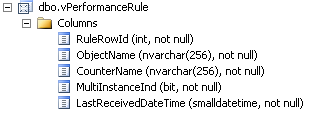 dbo.vPerformanceRule
Columns
RuleRowId (int, not null)
ObjectName (nvarchar(256), not null)
CounterName (nvarchar(256), not null)
MultiInstanceInd (bit, not null)
LastReceivedDateTime (smalldatetime, not null)